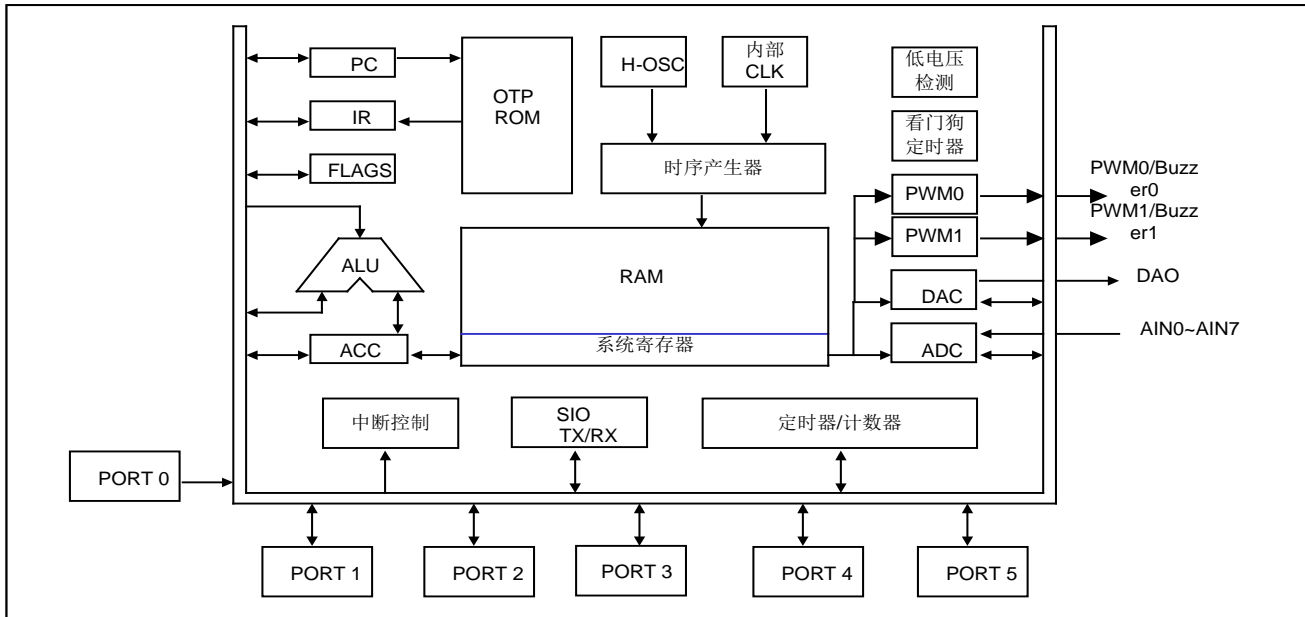 PC
IR
FLAGS
OTP
ROM
H-OSC
内部
CLK
低电压
检测
看门狗
定时器
时序产生器
PWM0
PWM0/Buzz
er0
PWM1
PWM1/Buzz
er1
ALU
RAM
DAC
DAO
ACC
系统寄存器
ADC
AIN0~AIN7
中断控制
SIO
TX/RX
定时器/计数器
PORT 0
PORT 1
PORT 2
PORT 3
PORT 4
PORT 5